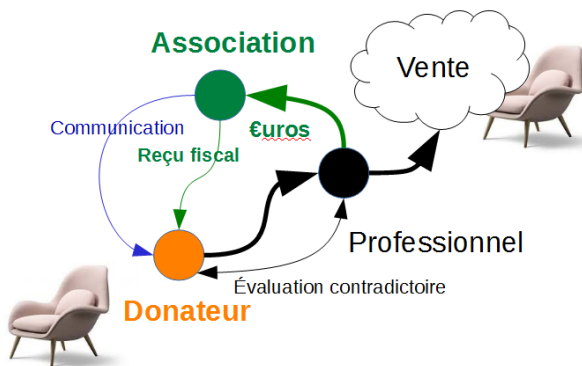 Association
Vente
Communication
€uros
Reçu fiscal
Professionnel
Évaluation contradictoire
Donateur